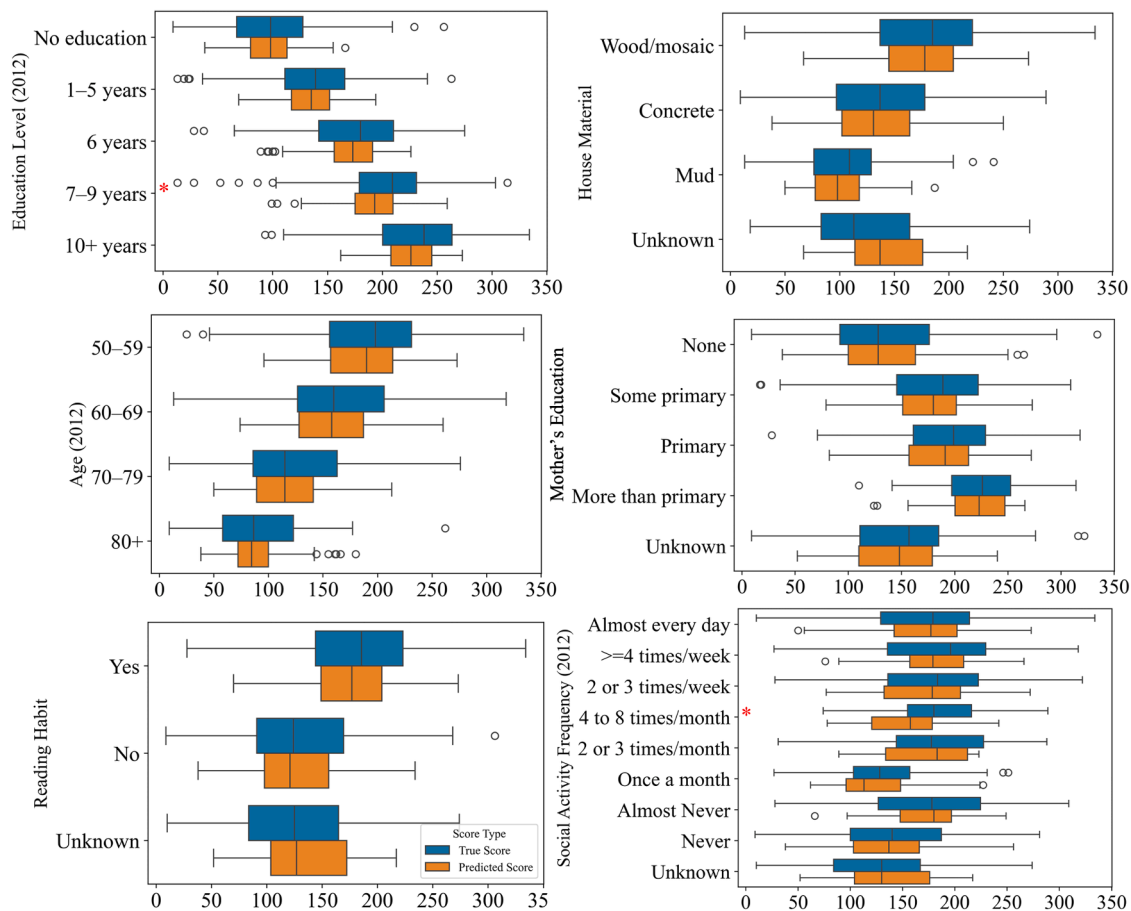 Education Level (2012)
No education
1–5 years
6 years
*
7–9 years
10+ years
0 50 100 150 200 250 300 350
House Material
Wood/mosaic
Concrete
Mud
Unknown
0 50 100 150 200 250 300 350
Age (2012)
50–59
60–69
70–79
80+
0 50 100 150 200 250 300 350
Mother's Education
None
Some primary
Primary
More than primary
Unknown
0 50 100 150 200 250 300 350
Reading Habit
Yes
No
Unknown
Score Type
True Score
Predicted Score
0 50 100 150 200 250 300 350
Social Activity Frequency (2012)
Almost every day
>=4 times/week
2 or 3 times/week
*
4 to 8 times/month
2 or 3 times/month
Once a month
Almost Never
Never
Unknown
0 50 100 150 200 250 300 350